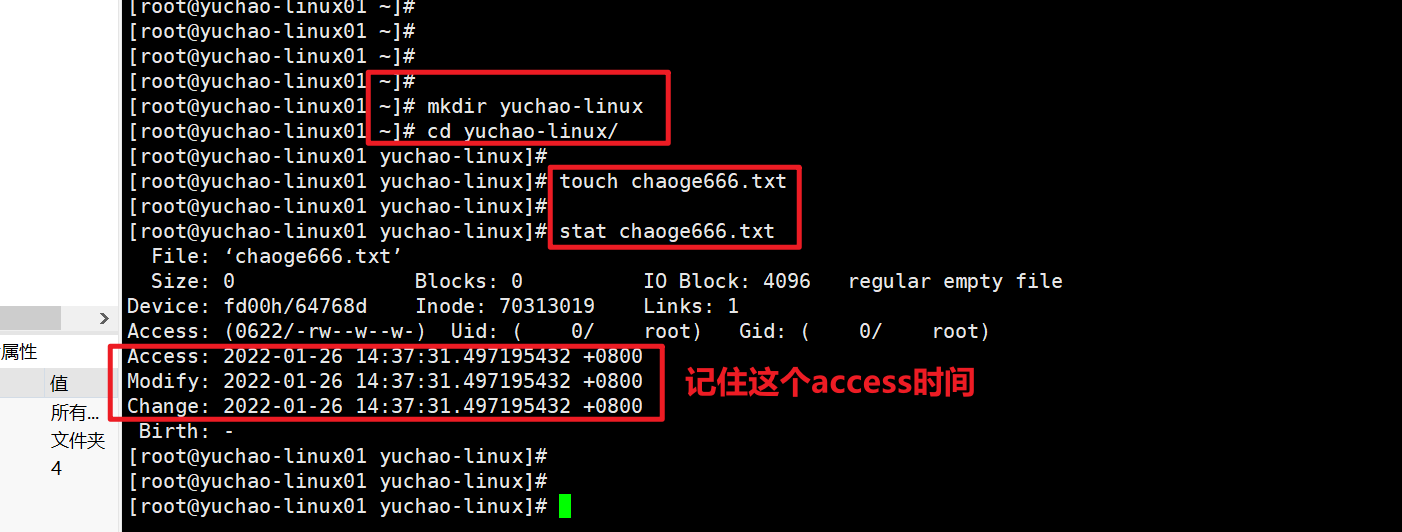 [root@yuchao-linux01 ~]#
[root@yuchao-linux01 ~]#
[root@yuchao-linux01 ~]#
[root@yuchao-linux01 ~]#
[root@yuchao-linux01 ~]# mkdir yuchao-linux
[root@yuchao-linux01 ~]# cd yuchao-linux/
[root@yuchao-linux01 yuchao-linux]#
[root@yuchao-linux01 yuchao-linux]# touch chaoge666.txt
[root@yuchao-linux01 yuchao-linux]#
[root@yuchao-linux01 yuchao-linux]# stat chaoge666.txt
  File: ‘chaoge666.txt’
  Size: 0               Blocks: 0          IO Block: 4096   regular empty file
Device: fd00h/64768d    Inode: 70313019    Links: 1
Access: (0622/-rw--w--w-)  Uid: (    0/    root)   Gid: (    0/    root)
Access: 2022-01-26 14:37:31.497195432 +0800
Modify: 2022-01-26 14:37:31.497195432 +0800
Change: 2022-01-26 14:37:31.497195432 +0800
 Birth: -
[root@yuchao-linux01 yuchao-linux]#
[root@yuchao-linux01 yuchao-linux]#
[root@yuchao-linux01 yuchao-linux]#
记住这个access时间
属性
值
所有...
文件夹
4